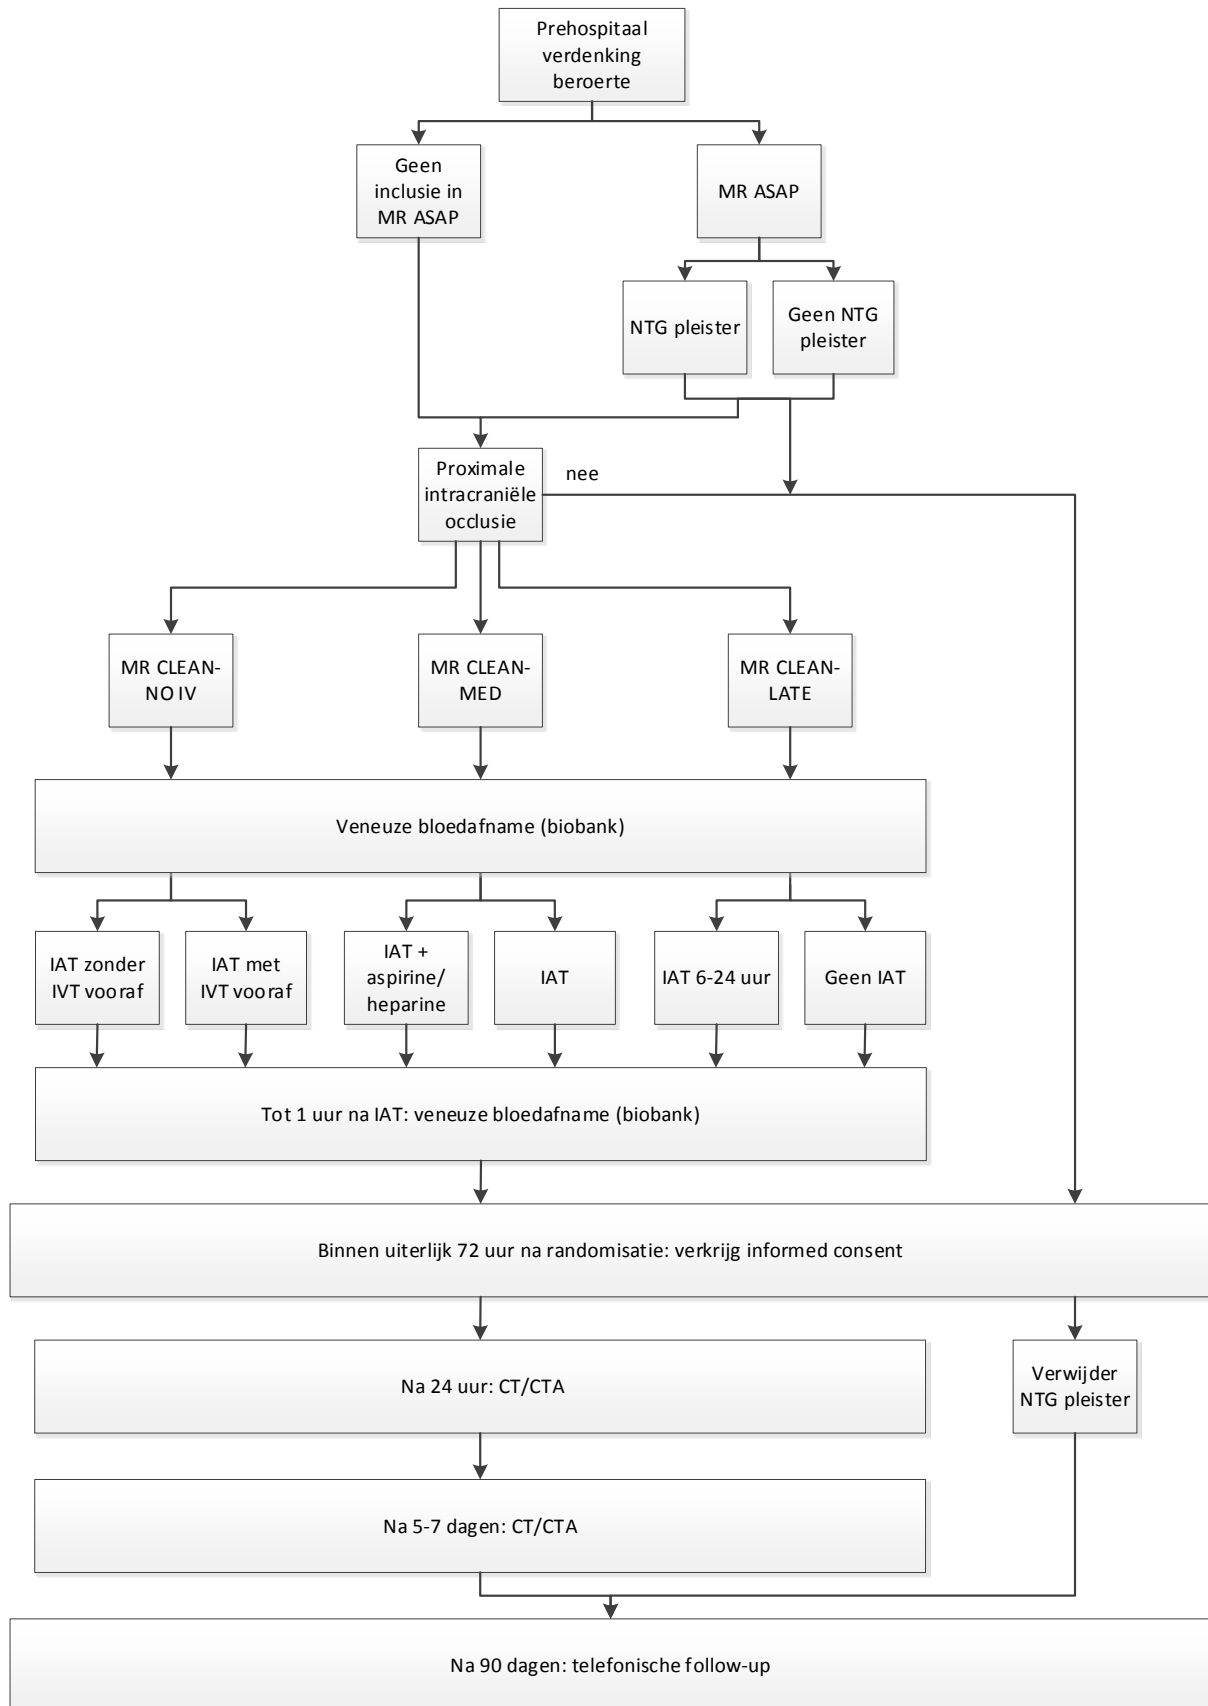 Prehospitaal
verdenking
beroerte
Geen
inclusie in
MR ASAP
MR ASAP
NTG pleister
Geen NTG
pleister
Proximale
intracraniële
occlusie
nee
MR CLEAN-
NO IV
MR CLEAN-
MED
MR CLEAN-
LATE
Veneuze bloedafname (biobank)
IAT zonder
IVT vooraf
IAT met
IVT vooraf
IAT +
aspirine/
heparine
IAT
IAT 6-24 uur
Geen IAT
Tot 1 uur na IAT: veneuze bloedafname (biobank)
Binnen uiterlijk 72 uur na randomisatie: verkrijg informed consent
Na 24 uur: CT/CTA
Verwijder
NTG pleister
Na 5-7 dagen: CT/CTA
Na 90 dagen: telefonische follow-up